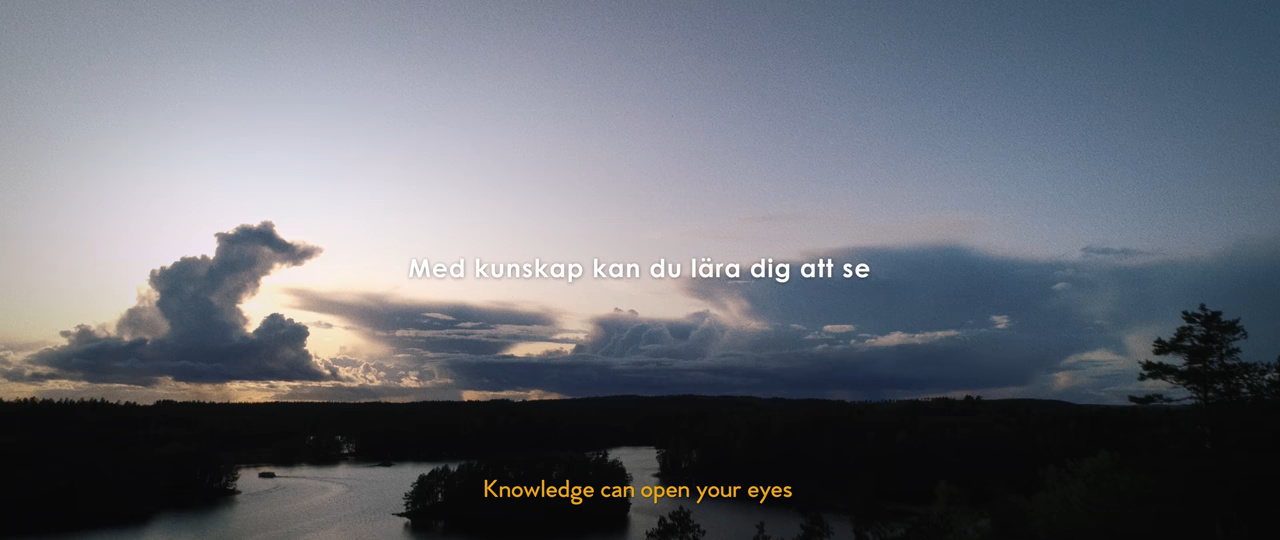 Med kunskap kan du lära dig att se
Knowledge can open your eyes